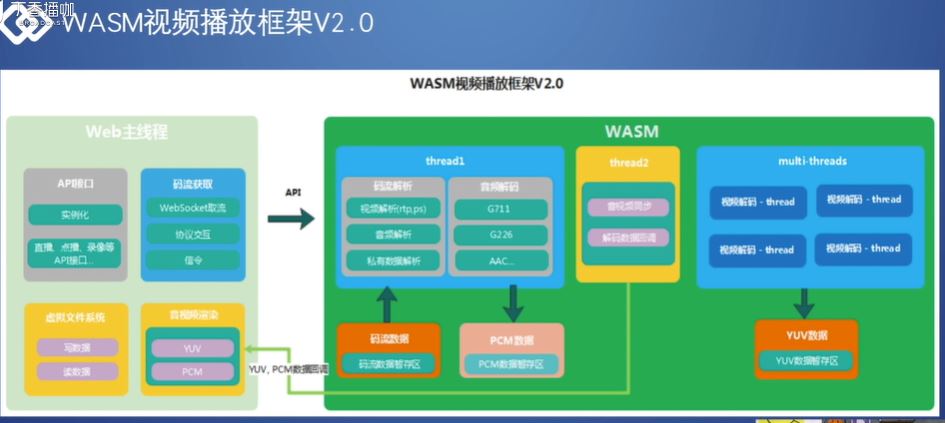 丁香播咖
BROADCAST
WASM视频播放框架V2.0
WASM视频播放框架V2.0
Web主线程
API接口
实例化
直播、点播、录像等
API接口...
码流获取
WebSocket取流
协议交互
信令
虚拟文件系统
写数据
读数据
音视频渲染
YUV
PCM
API
WASM
thread1
码流解析
视频解析(rtp,ps)
音频解析
私有数据解析
音频解码
G711
G226
AAC...
thread2
音视频同步
解码数据回调
multi-threads
视频解码 - thread
视频解码 - thread
视频解码 - thread
视频解码 - thread
码流数据
码流数据暂存区
PCM数据
PCM数据暂存区
YUV数据
YUV数据暂存区
YUV, PCM数据回调